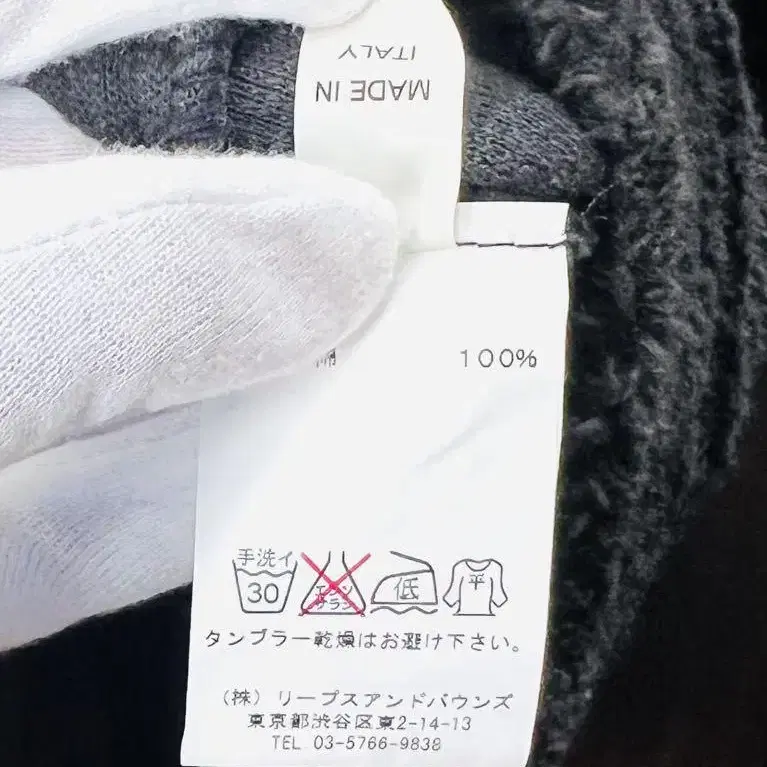 MADE IN
ITALY
100%
手洗イ
30
エンソ
サラシ
低
平
タンブラー乾燥はお避け下さい。
(株) リープスアンドバウンズ
東京都渋谷区東2-14-13
TEL 03-5766-9838